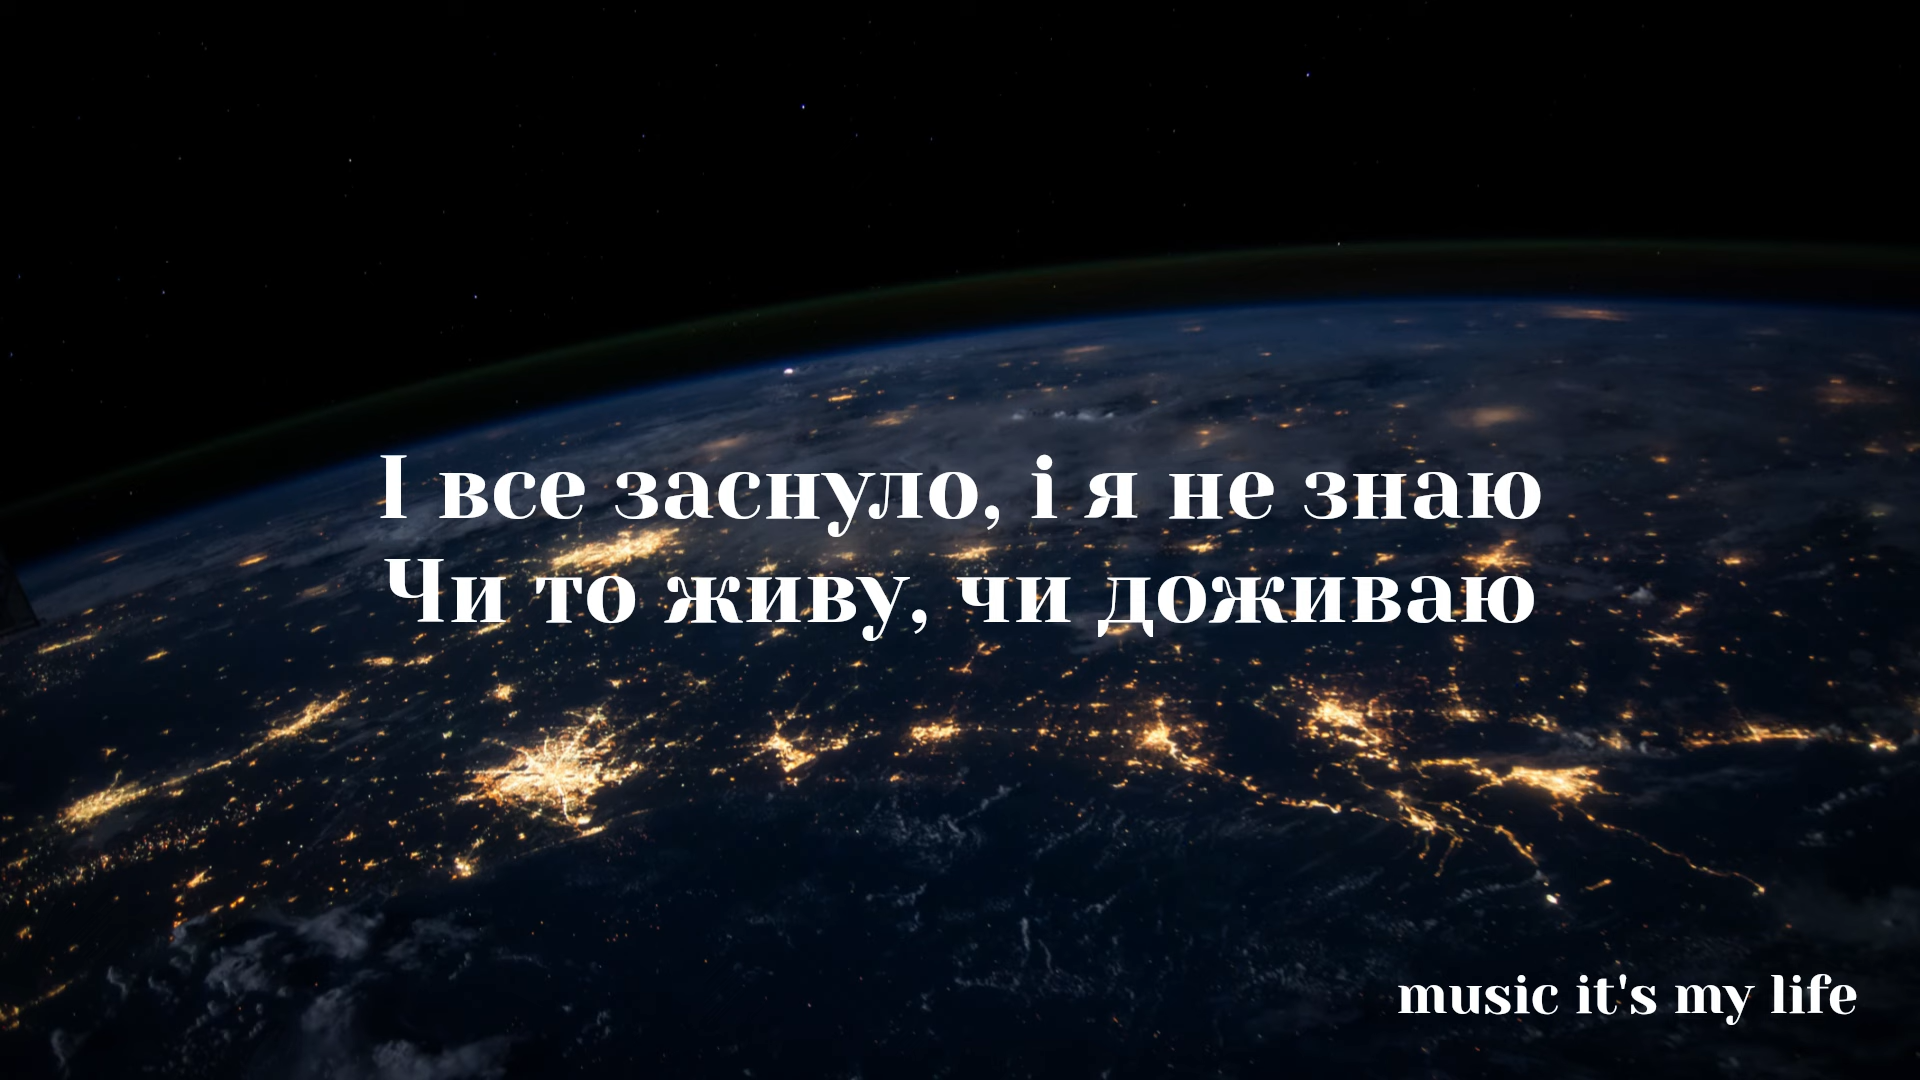 І все заснуло, і я не знаю
Чи то живу, чи доживаю
music it's my life